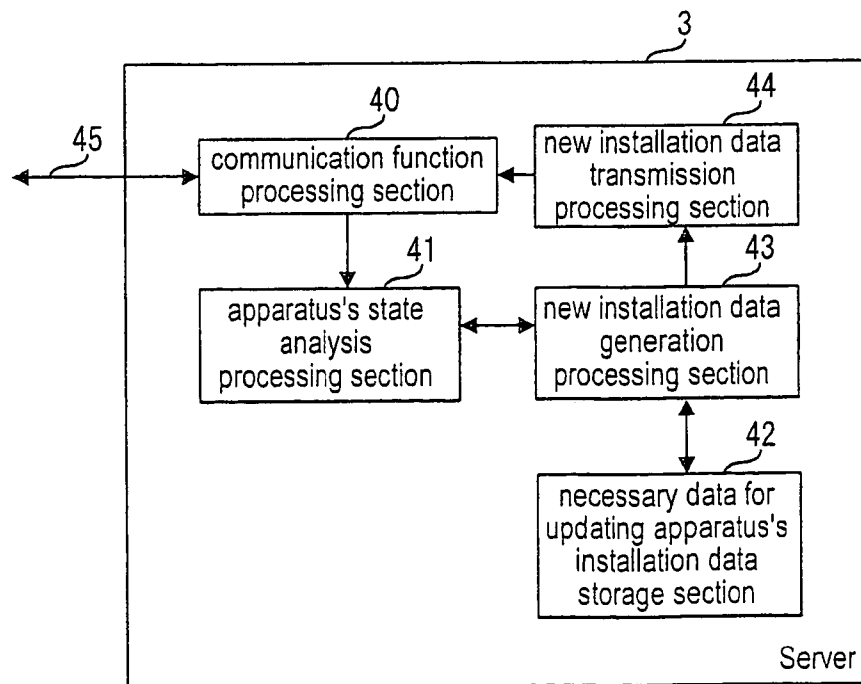 3
45
40
communication function
processing section
44
new installation data
transmission
processing section
41
apparatus's state
analysis
processing section
43
new installation data
generation
processing section
42
necessary data for
updating apparatus's
installation data
storage section
Server